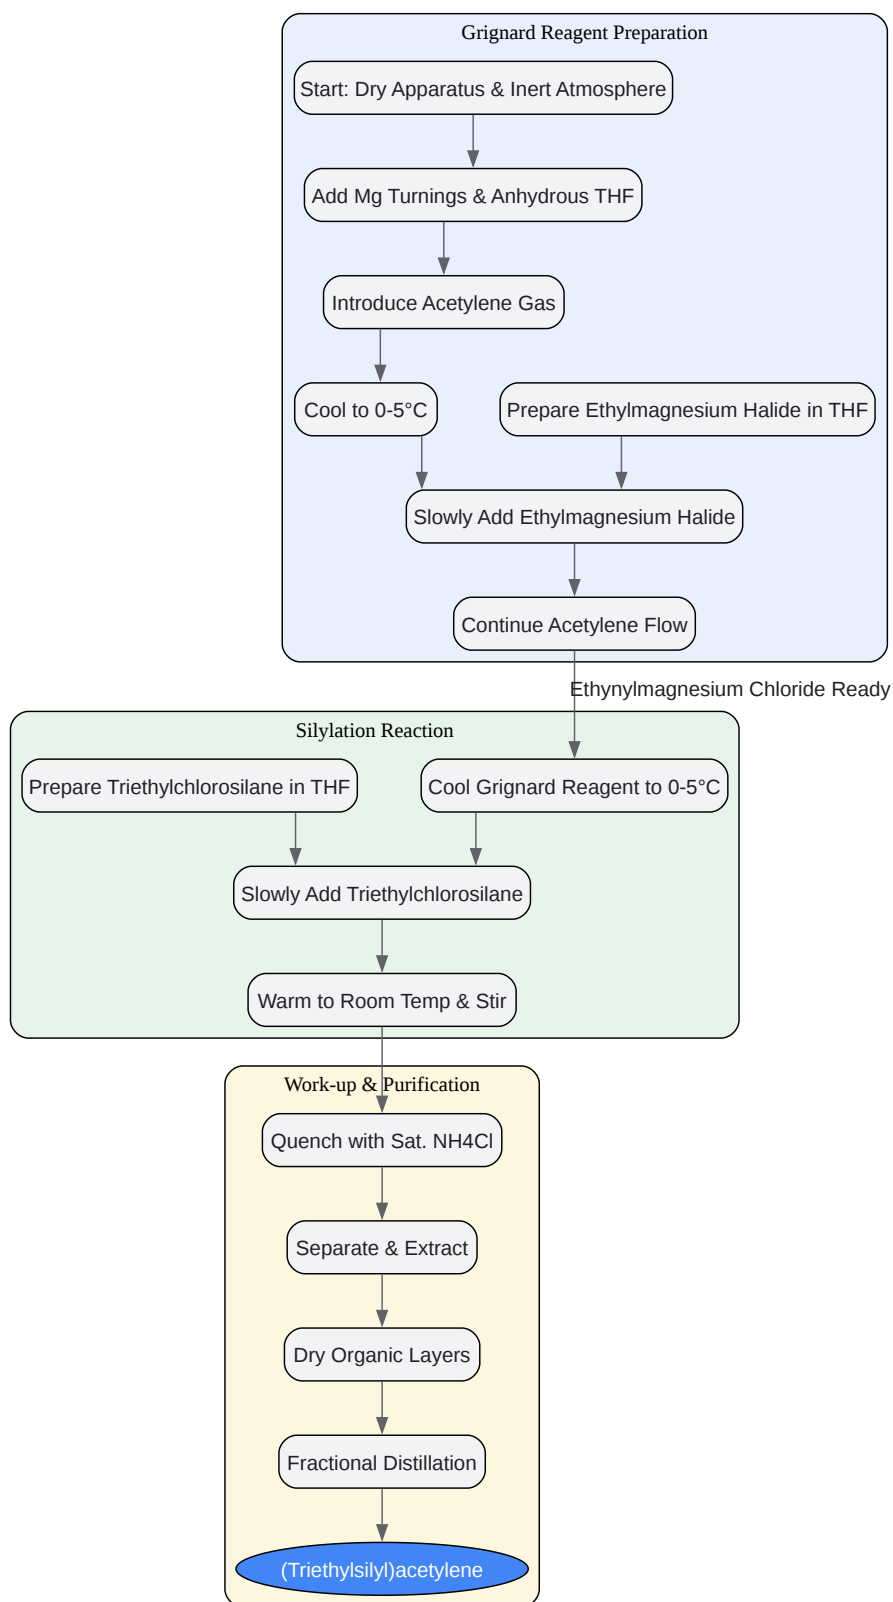 Grignard Reagent Preparation
Start: Dry Apparatus & Inert Atmosphere
Add Mg Turnings & Anhydrous THF
Introduce Acetylene Gas
Cool to 0-5°C
Prepare Ethylmagnesium Halide in THF
Slowly Add Ethylmagnesium Halide
Continue Acetylene Flow
Ethynylmagnesium Chloride Ready
Silylation Reaction
Prepare Triethylchlorosilane in THF
Cool Grignard Reagent to 0-5°C
Slowly Add Triethylchlorosilane
Warm to Room Temp & Stir
Work-up & Purification
Quench with Sat. NH4Cl
Separate & Extract
Dry Organic Layers
Fractional Distillation
(Triethylsilyl)acetylene